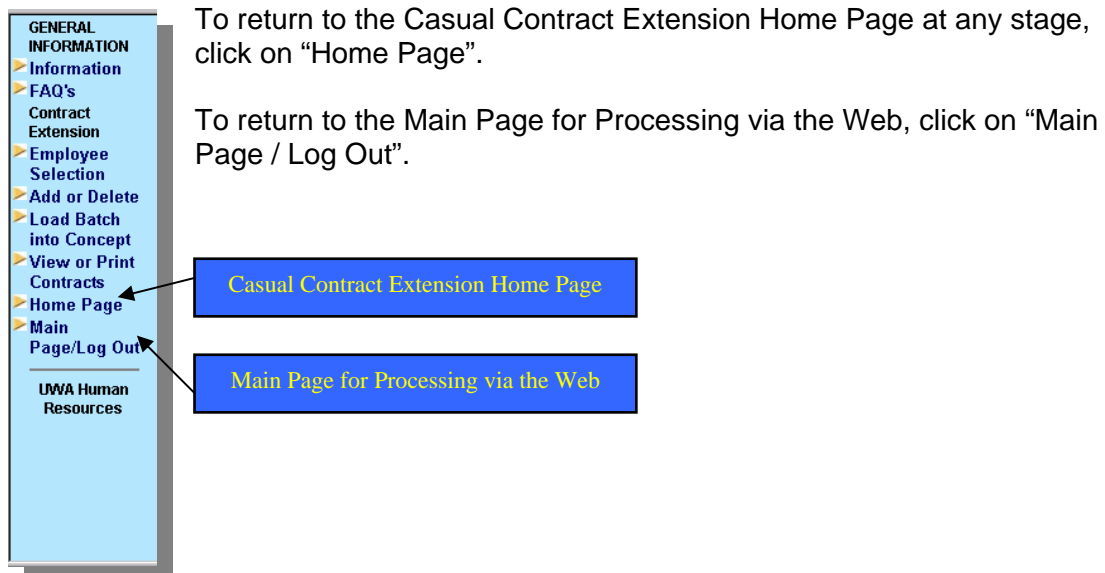 GENERAL
INFORMATION
Information
FAQ's
Contract
Extension
Employee
Selection
Add or Delete
Load Batch
into Concept
View or Print
Contracts
Home Page
Main
Page/Log Out
UWA Human
Resources
To return to the Casual Contract Extension Home Page at any stage,
click on “Home Page”.
To return to the Main Page for Processing via the Web, click on “Main
Page / Log Out”.
Casual Contract Extension Home Page
Main Page for Processing via the Web